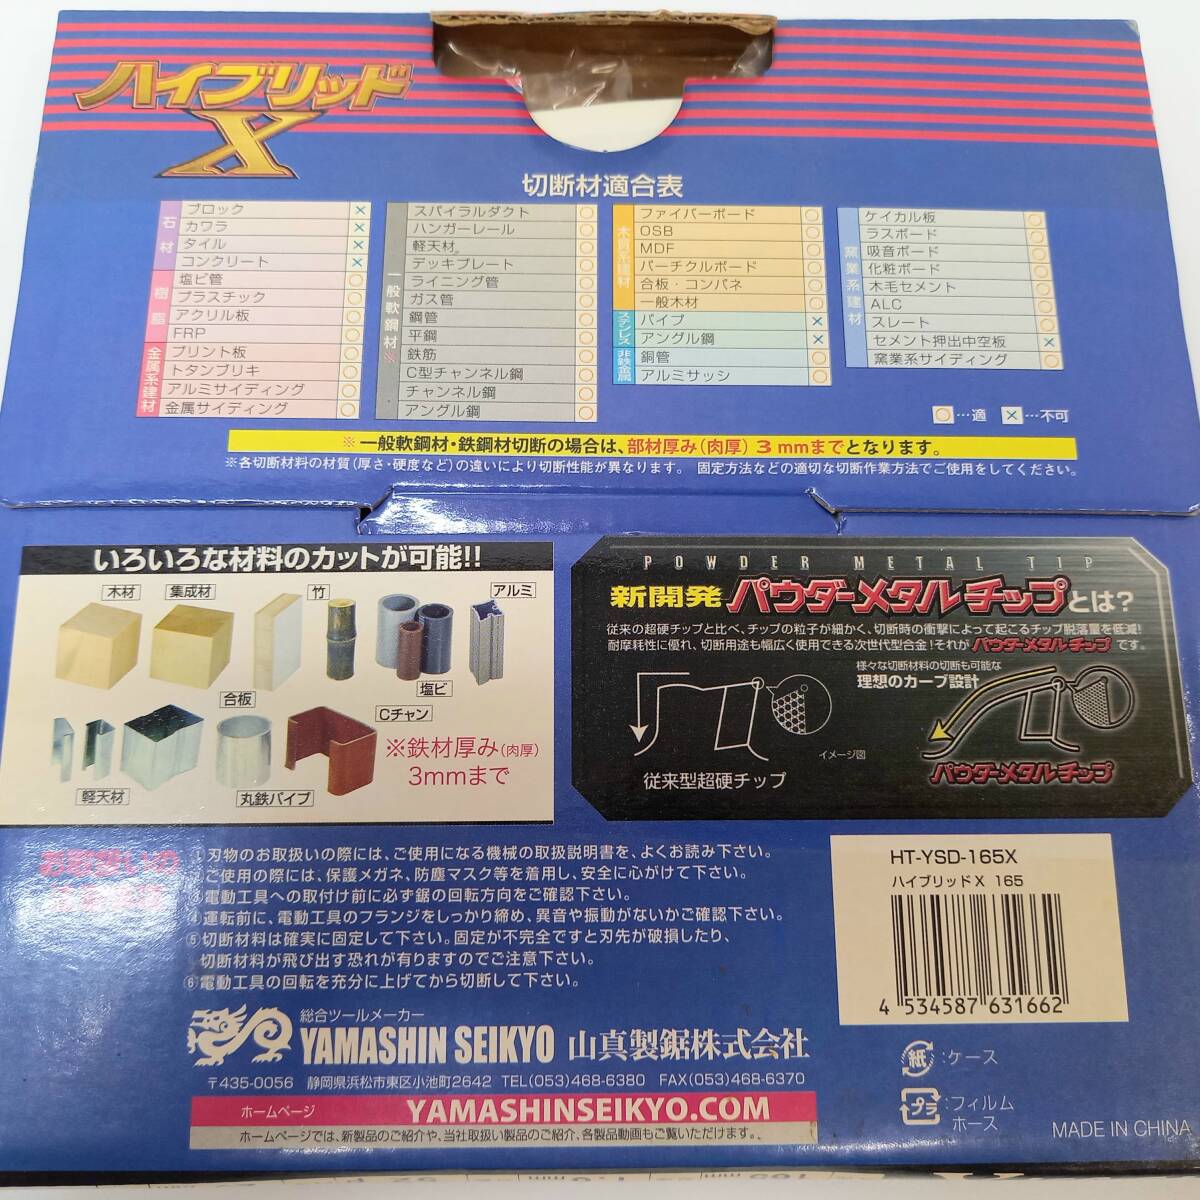 ハイブリッド
X
切断材適合表
石材
ブロック ×
カワラ ×
タイル ×
コンクリート ×
樹脂
塩ビ管 ○
プラスチック ○
アクリル板 ○
FRP ○
金属系建材
プリント板 ○
トタンブリキ ○
アルミサイディング ○
金属サイディング ○
一般軟鋼材※
スパイラルダクト ○
ハンガーレール ○
軽天材 ○
デッキプレート ○
ライニング管 ○
ガス管 ○
鋼管 ○
平鋼 ○
鉄筋 ○
C型チャンネル鋼 ○
チャンネル鋼 ○
アングル鋼 ○
木質系建材
ファイバーボード ○
OSB ○
MDF ○
パーチクルボード ○
合板・コンパネ ○
一般木材 ○
ステンレス
パイプ ×
アングル鋼 ×
非鉄金属
銅管 ○
アルミサッシ ○
窯業系建材
ケイカル板 ○
ラスボード ○
吸音ボード ○
化粧ボード ○
木毛セメント ○
ALC ○
スレート ○
セメント押出中空板 ×
窯業系サイディング ○
○…適 ×…不可
※一般軟鋼材・鉄鋼材切断の場合は、部材厚み(肉厚)3mmまでとなります。
※各切断材料の材質(厚さ・硬度など)の違いにより切断性能が異なります。 固定方法などの適切な切断作業方法でご使用をしてください。
いろいろな材料のカットが可能!!
木材 集成材 竹 アルミ
合板 塩ビ
Cチャン
※鉄材厚み(肉厚)
3mmまで
軽天材 丸鉄パイプ
POWDER METAL TIP
新開発パウダーメタルチップとは?
従来の超硬チップと比べ、チップの粒子が細かく、切断時の衝撃によって起こるチップ脱落量を低減!
耐摩耗性に優れ、切断用途も幅広く使用できる次世代型合金!それがパウダーメタルチップです。
様々な切断材料の切断も可能な
理想のカーブ設計
イメージ図
従来型超硬チップ
パウダーメタルチップ
お取扱いの
①刃物のお取扱いの際には、ご使用になる機械の取扱説明書を、よくお読み下さい。
②ご使用の際には、保護メガネ、防塵マスク等を着用し、安全に心がけて下さい。
③電動工具への取付け前に必ず鋸の回転方向をご確認下さい。
④運転前に、電動工具のフランジをしっかり締め、異音や振動がないかご確認下さい。
⑤切断材料は確実に固定して下さい。固定が不完全ですと刃先が破損したり、
切断材料が飛び出す恐れが有りますのでご注意下さい。
⑥電動工具の回転を充分に上げてから切断して下さい。
HT-YSD-165X
ハイブリッドX 165
4 534587 631662
総合ツールメーカー
YAMASHIN SEIKYO 山真製鋸株式会社
〒435-0056 静岡県浜松市東区小池町2642 TEL(053)468-6380 FAX(053)468-6370
ホームページ YAMASHINSEIKYO.COM
ホームページでは、新製品のご紹介や、当社取扱い製品のご紹介、各製品動画もご覧いただけます。
紙:ケース
プラ:フィルム
ホース
MADE IN CHINA